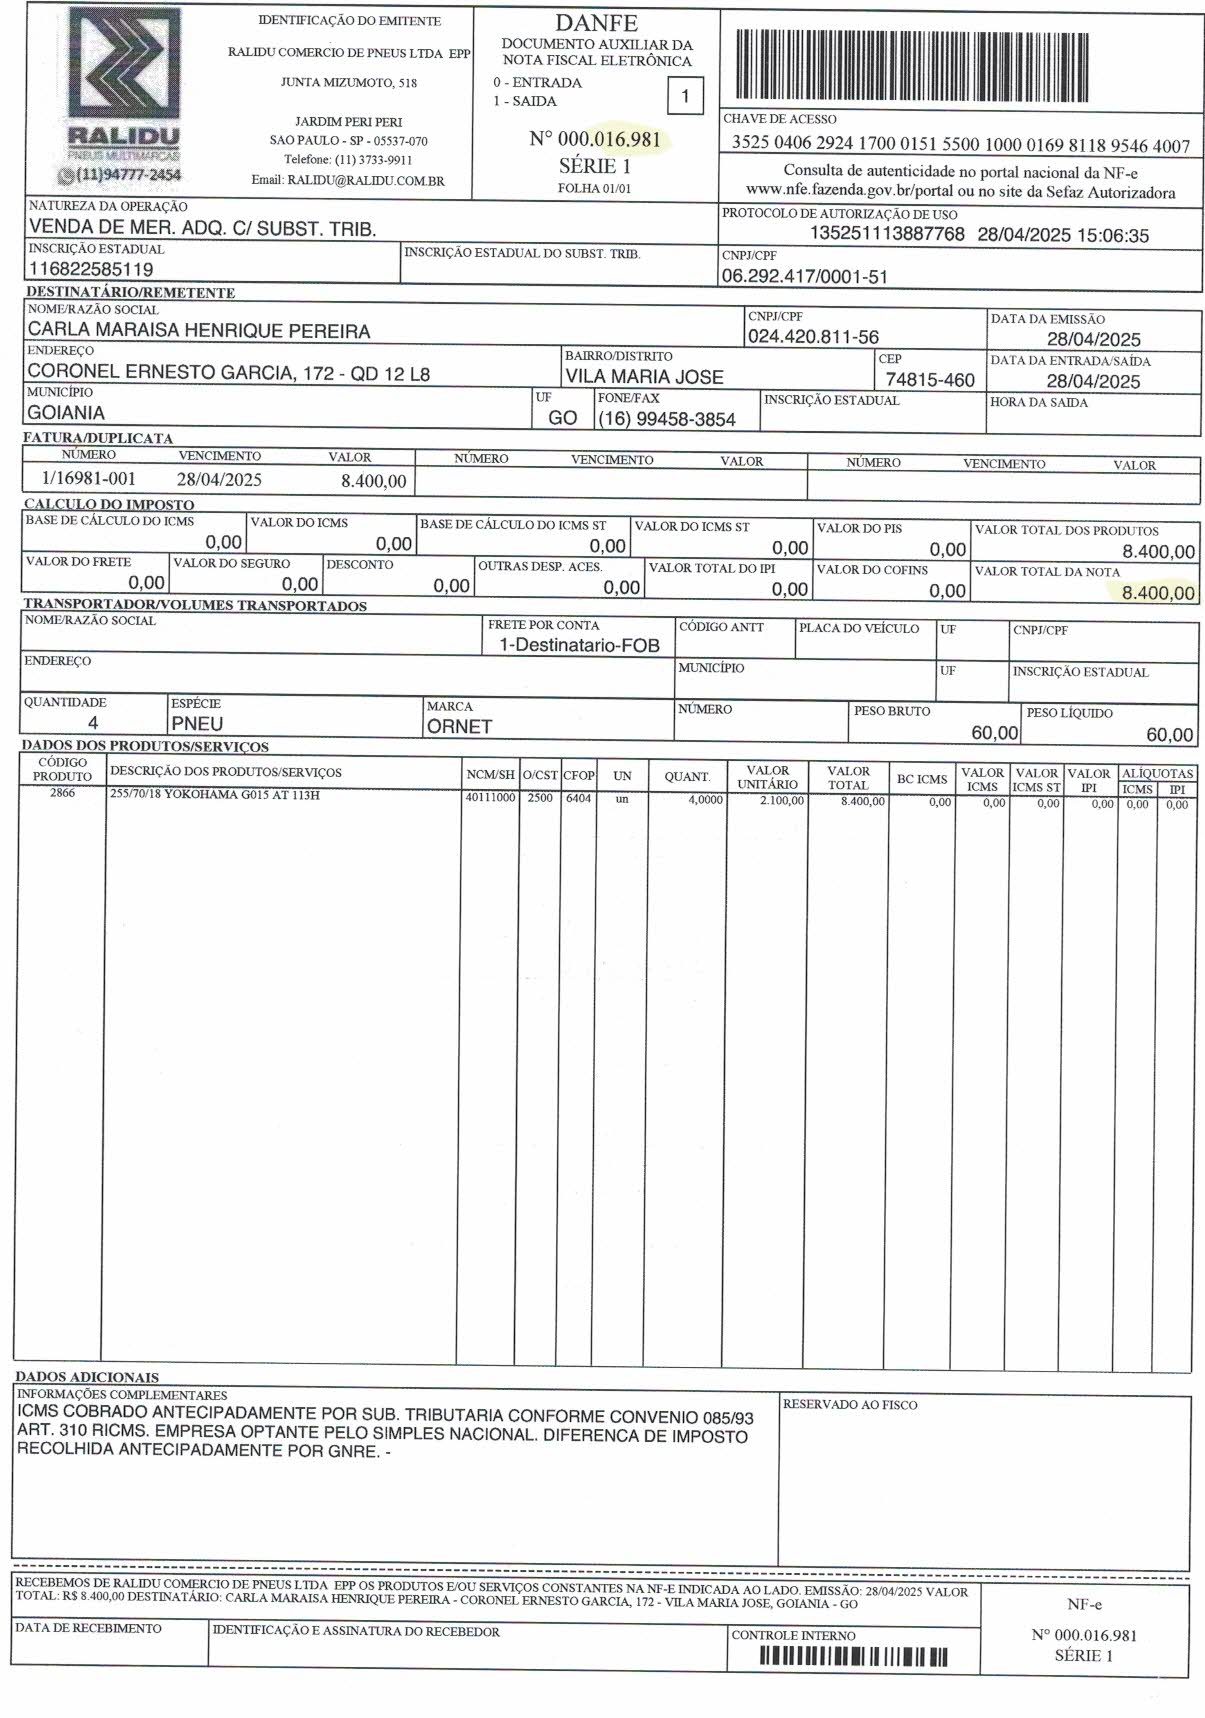 RALIDU
PNEUS MULTIMARCAS
(11)94777-2454
IDENTIFICAÇÃO DO EMITENTE
RALIDU COMERCIO DE PNEUS LTDA EPP
JUNTA MIZUMOTO, 518
JARDIM PERI PERI
SAO PAULO - SP - 05537-070
Telefone: (11) 3733-9911
Email: RALIDU@RALIDU.COM.BR
DANFE
DOCUMENTO AUXILIAR DA
NOTA FISCAL ELETRÔNICA
0 - ENTRADA
1 - SAIDA
1
N° 000.016.981
SÉRIE 1
FOLHA 01/01
CHAVE DE ACESSO
3525 0406 2924 1700 0151 5500 1000 0169 8118 9546 4007
Consulta de autenticidade no portal nacional da NF-e
www.nfe.fazenda.gov.br/portal ou no site da Sefaz Autorizadora
NATUREZA DA OPERAÇÃO
VENDA DE MER. ADQ. C/ SUBST. TRIB.
PROTOCOLO DE AUTORIZAÇÃO DE USO
135251113887768 28/04/2025 15:06:35
INSCRIÇÃO ESTADUAL
116822585119
INSCRIÇÃO ESTADUAL DO SUBST. TRIB.
CNPJ/CPF
06.292.417/0001-51
DESTINATÁRIO/REMETENTE
NOME/RAZÃO SOCIAL
CARLA MARAISA HENRIQUE PEREIRA
CNPJ/CPF
024.420.811-56
DATA DA EMISSÃO
28/04/2025
ENDEREÇO
CORONEL ERNESTO GARCIA, 172 - QD 12 L8
BAIRRO/DISTRITO
VILA MARIA JOSE
CEP
74815-460
DATA DA ENTRADA/SAÍDA
28/04/2025
MUNICÍPIO
GOIANIA
UF
GO
FONE/FAX
(16) 99458-3854
INSCRIÇÃO ESTADUAL
HORA DA SAIDA
FATURA/DUPLICATA
NÚMERO VENCIMENTO VALOR NÚMERO VENCIMENTO VALOR NÚMERO VENCIMENTO VALOR
1/16981-001 28/04/2025 8.400,00
CALCULO DO IMPOSTO
BASE DE CÁLCULO DO ICMS
0,00
VALOR DO ICMS
0,00
BASE DE CÁLCULO DO ICMS ST
0,00
VALOR DO ICMS ST
0,00
VALOR DO PIS
0,00
VALOR TOTAL DOS PRODUTOS
8.400,00
VALOR DO FRETE
0,00
VALOR DO SEGURO
0,00
DESCONTO
0,00
OUTRAS DESP. ACES.
0,00
VALOR TOTAL DO IPI
0,00
VALOR DO COFINS
0,00
VALOR TOTAL DA NOTA
8.400,00
TRANSPORTADOR/VOLUMES TRANSPORTADOS
NOME/RAZÃO SOCIAL
FRETE POR CONTA
1-Destinatario-FOB
CÓDIGO ANTT
PLACA DO VEÍCULO
UF
CNPJ/CPF
ENDEREÇO
MUNICÍPIO
UF
INSCRIÇÃO ESTADUAL
QUANTIDADE
4
ESPÉCIE
PNEU
MARCA
ORNET
NÚMERO
PESO BRUTO
60,00
PESO LÍQUIDO
60,00
DADOS DOS PRODUTOS/SERVIÇOS
CÓDIGO PRODUTO DESCRIÇÃO DOS PRODUTOS/SERVIÇOS NCM/SH O/CST CFOP UN QUANT. VALOR UNITÁRIO VALOR TOTAL BC ICMS VALOR ICMS VALOR ICMS ST VALOR IPI ALÍQUOTAS ICMS IPI
2866 255/70/18 YOKOHAMA G015 AT 113H 40111000 2500 6404 un 4,0000 2.100,00 8.400,00 0,00 0,00 0,00 0,00 0,00 0,00
DADOS ADICIONAIS
INFORMAÇÕES COMPLEMENTARES
ICMS COBRADO ANTECIPADAMENTE POR SUB. TRIBUTARIA CONFORME CONVENIO 085/93
ART. 310 RICMS. EMPRESA OPTANTE PELO SIMPLES NACIONAL. DIFERENCA DE IMPOSTO
RECOLHIDA ANTECIPADAMENTE POR GNRE. -
RESERVADO AO FISCO
RECEBEMOS DE RALIDU COMERCIO DE PNEUS LTDA EPP OS PRODUTOS E/OU SERVIÇOS CONSTANTES NA NF-E INDICADA AO LADO. EMISSÃO: 28/04/2025 VALOR
TOTAL: R$ 8.400,00 DESTINATÁRIO: CARLA MARAISA HENRIQUE PEREIRA - CORONEL ERNESTO GARCIA, 172 - VILA MARIA JOSE, GOIANIA - GO
DATA DE RECEBIMENTO
IDENTIFICAÇÃO E ASSINATURA DO RECEBEDOR
CONTROLE INTERNO
NF-e
N° 000.016.981
SÉRIE 1